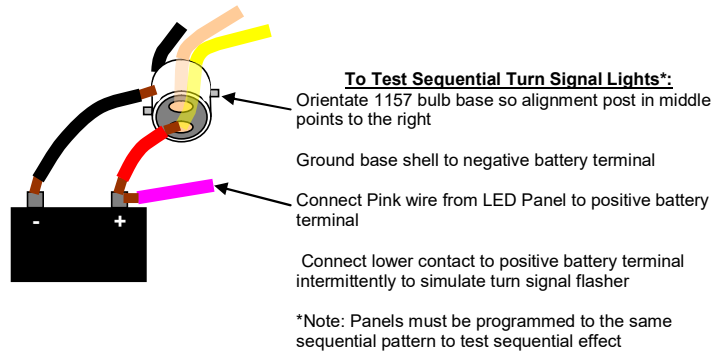 To Test Sequential Turn Signal Lights*:
Orientate 1157 bulb base so alignment post in middle
points to the right
Ground base shell to negative battery terminal
Connect Pink wire from LED Panel to positive battery
terminal
Connect lower contact to positive battery terminal
intermittently to simulate turn signal flasher
*Note: Panels must be programmed to the same
sequential pattern to test sequential effect
- +